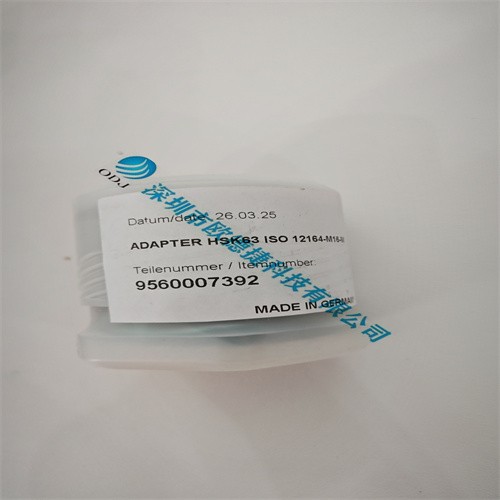 ODJ
深圳市欧德捷科技有限公司
Datum/date 26.03.25
ADAPTER HSK63 ISO 12164-M16-
Teilenummer / Itemnumber
9560007392
MADE IN GERMANY